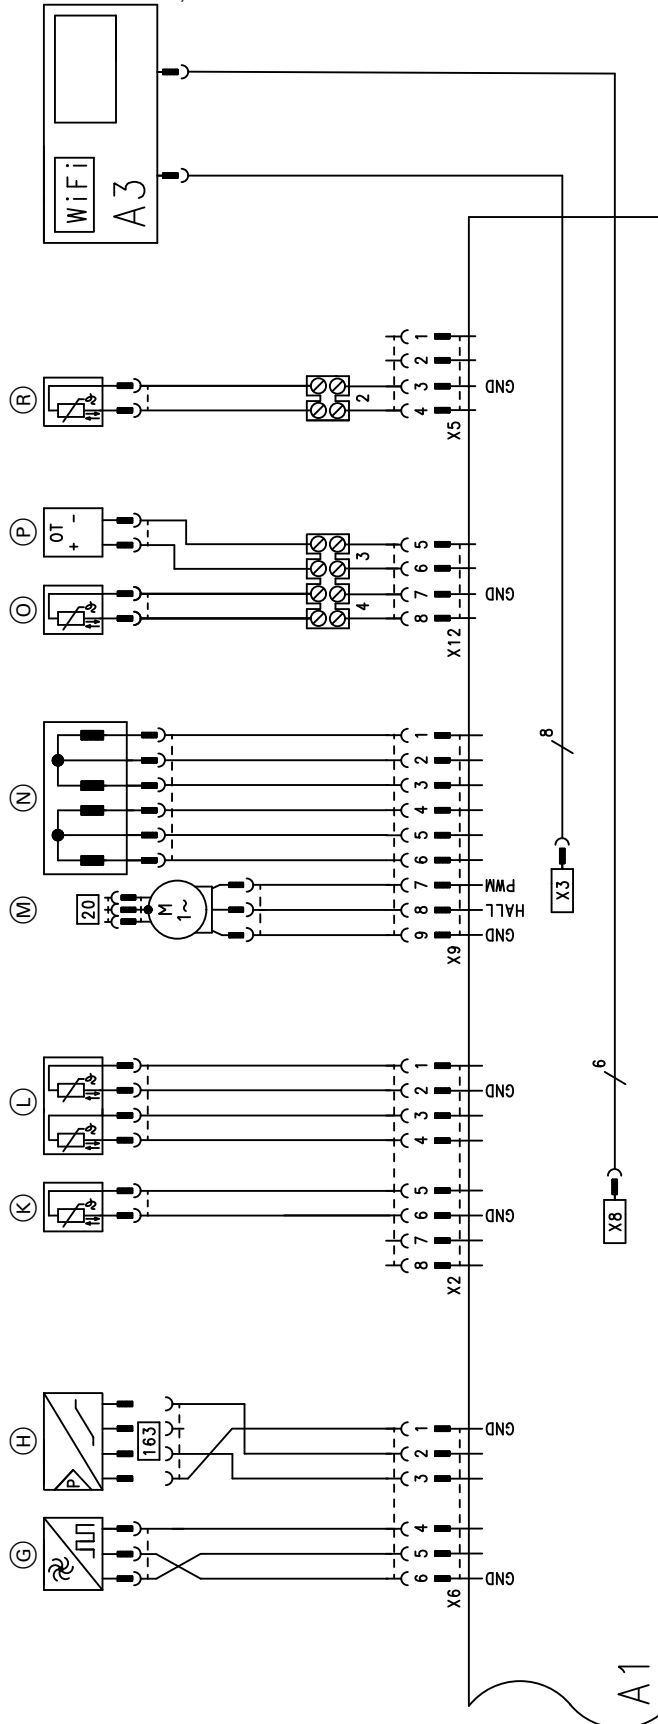 WiFi
A3
R
1
2
3
GND
4
X5
2
P
OT
+ -
O
5
6
7
GND
8
X12
3
4
N
1
2
3
4
5
6
8
M
20
M
1~
7
PWM
8
HALL
9
GND
X9
X3
L
1
2
GND
3
4
6
K
5
6
GND
7
8
X2
X8
H
P
163
1
GND
2
3
G
4
5
6
GND
X6
A1